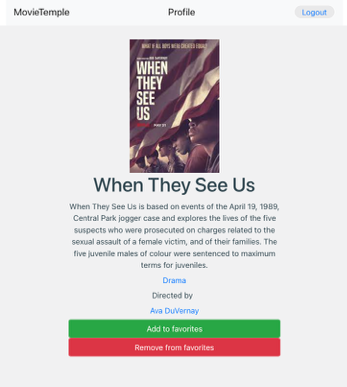 MovieTemple Profile Logout
WHAT IF ALL BOYS WERE CREATED EQUAL?
WHEN
THEY
SEE
US
When They See Us
When They See Us is based on events of the April 19, 1989,
Central Park jogger case and explores the lives of the five
suspects who were prosecuted on charges related to the
sexual assault of a female victim, and of their families. The
five juvenile males of colour were sentenced to maximum
terms for juveniles.
Drama
Directed by
Ava DuVernay
Add to favorites
Remove from favorites